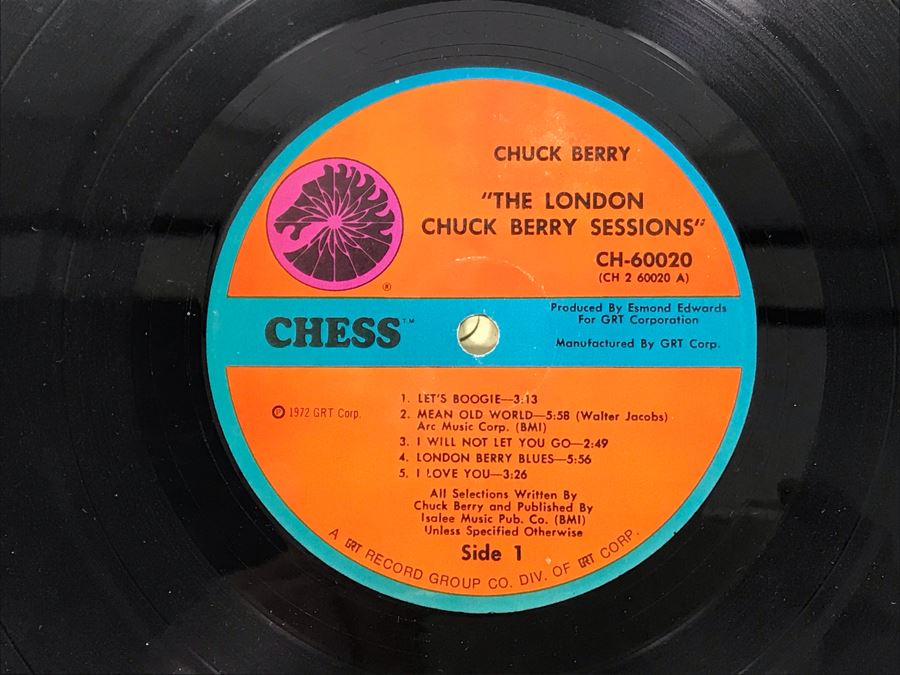 CHUCK BERRY
"THE LONDON
CHUCK BERRY SESSIONS"
CH-60020
(CH 2 60020 A)
®
CHESS™
Produced By Esmond Edwards
For GRT Corporation
Manufactured By GRT Corp.
℗ 1972 GRT Corp.
1. LET'S BOOGIE—3:13
2. MEAN OLD WORLD—5:58 (Walter Jacobs)
Arc Music Corp. (BMI)
3. I WILL NOT LET YOU GO—2:49
4. LONDON BERRY BLUES—5:56
5. I LOVE YOU—3:26
All Selections Written By
Chuck Berry and Published By
Isalee Music Pub. Co. (BMI)
Unless Specified Otherwise
Side 1
A GRT RECORD GROUP CO. DIV. OF GRT CORP.